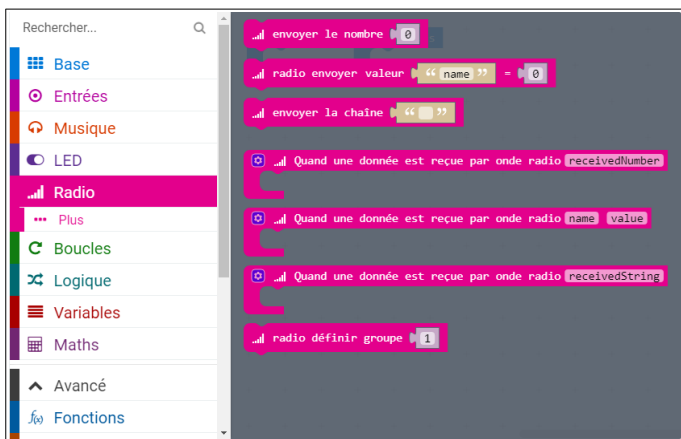 Rechercher...
Base
Entrées
Musique
LED
Radio
Plus
Boucles
Logique
Variables
Maths
Avancé
f(x) Fonctions
envoyer le nombre 0
radio envoyer valeur “ name ” = 0
envoyer la chaîne “ ”
Quand une donnée est reçue par onde radio receivedNumber
Quand une donnée est reçue par onde radio name value
Quand une donnée est reçue par onde radio receivedString
radio définir groupe 1